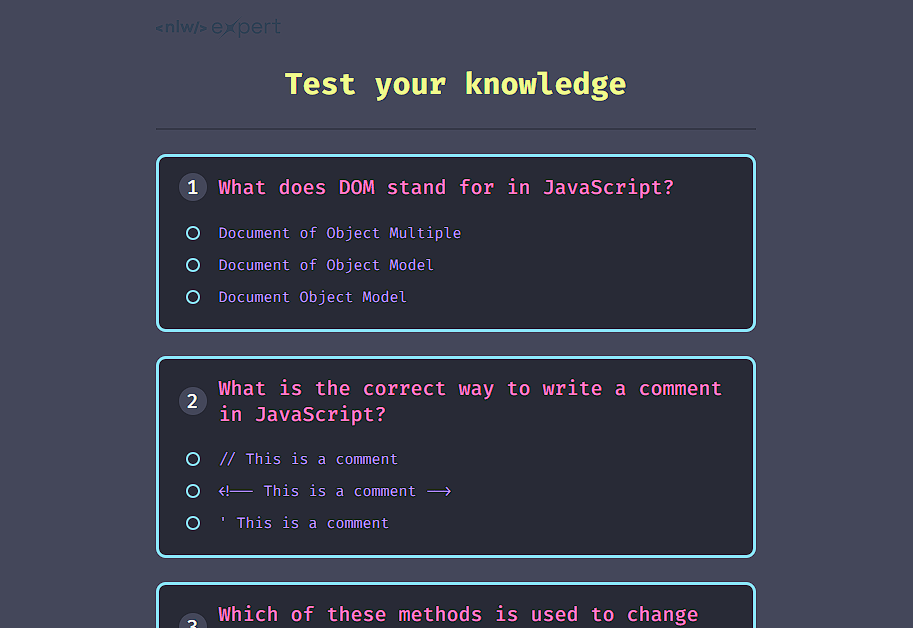 <nlw/> expert
Test your knowledge
1 What does DOM stand for in JavaScript?
Document of Object Multiple
Document of Object Model
Document Object Model
2 What is the correct way to write a comment
in JavaScript?
// This is a comment
<!-- This is a comment -->
' This is a comment
3 Which of these methods is used to change